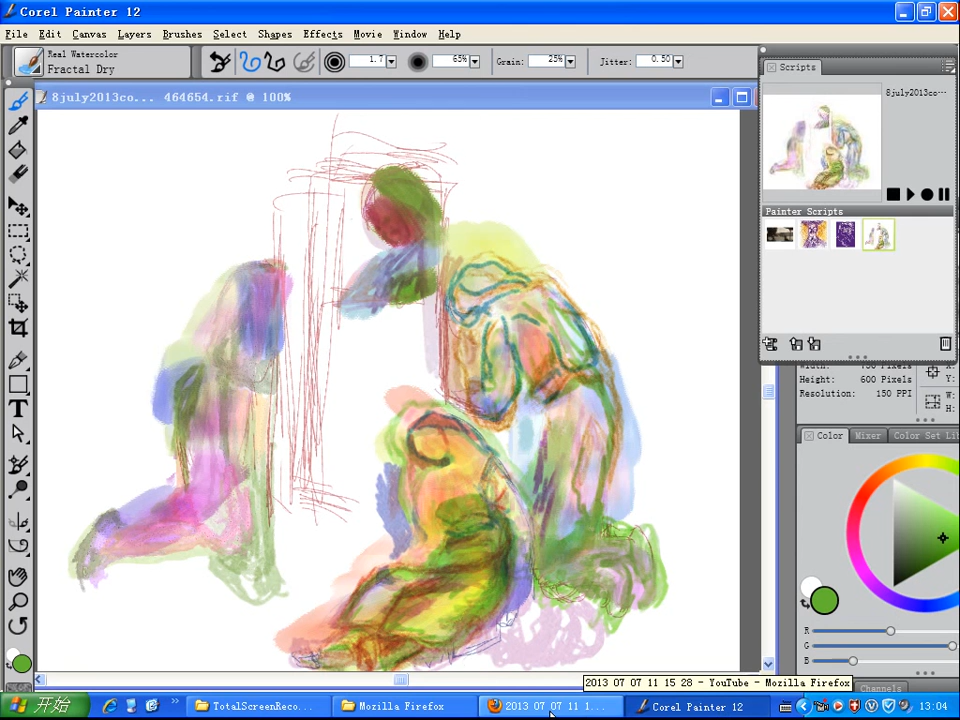 Corel Painter 12
File Edit Canvas Layers Brushes Select Shapes Effects Movie Window Help
Real Watercolor
Fractal Dry
1.7
65%
Grain: 25%
Jitter: 0.50
Scripts
8july2013co... 464654.rif @ 100%
8july2013co...
Painter Scripts
Height: 600 Pixels
Resolution: 150 PPI
X:
Y:
W:
H:
Color Mixer Color Set Li
R
G
B
Channels
2013 07 07 11 15 28 - YouTube - Mozilla Firefox
开始
TotalScreenReco...
Mozilla Firefox
2013 07 07 11 1...
Corel Painter 12
13:04